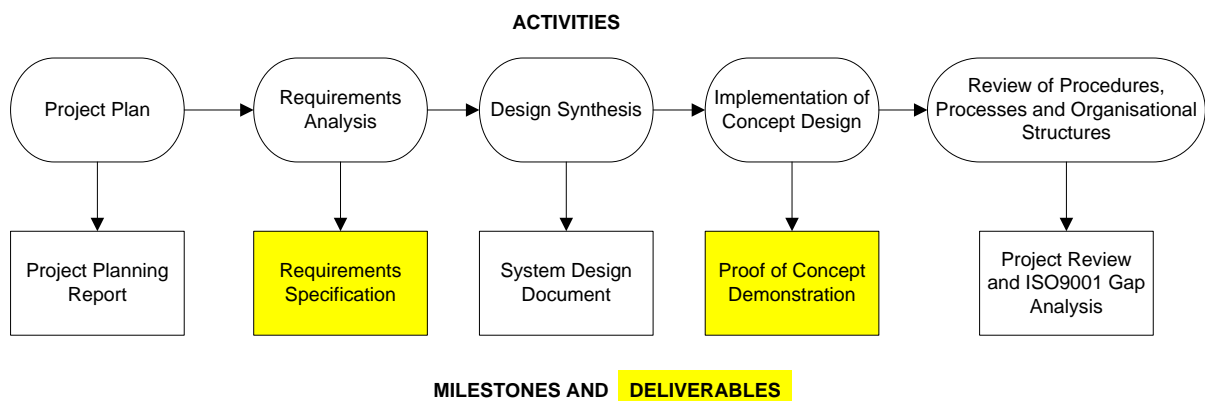 ACTIVITIES
Project Plan
Requirements
Analysis
Design Synthesis
Implementation of
Concept Design
Review of Procedures,
Processes and Organisational
Structures
Project Planning
Report
Requirements
Specification
System Design
Document
Proof of Concept
Demonstration
Project Review
and ISO9001 Gap
Analysis
MILESTONES AND DELIVERABLES